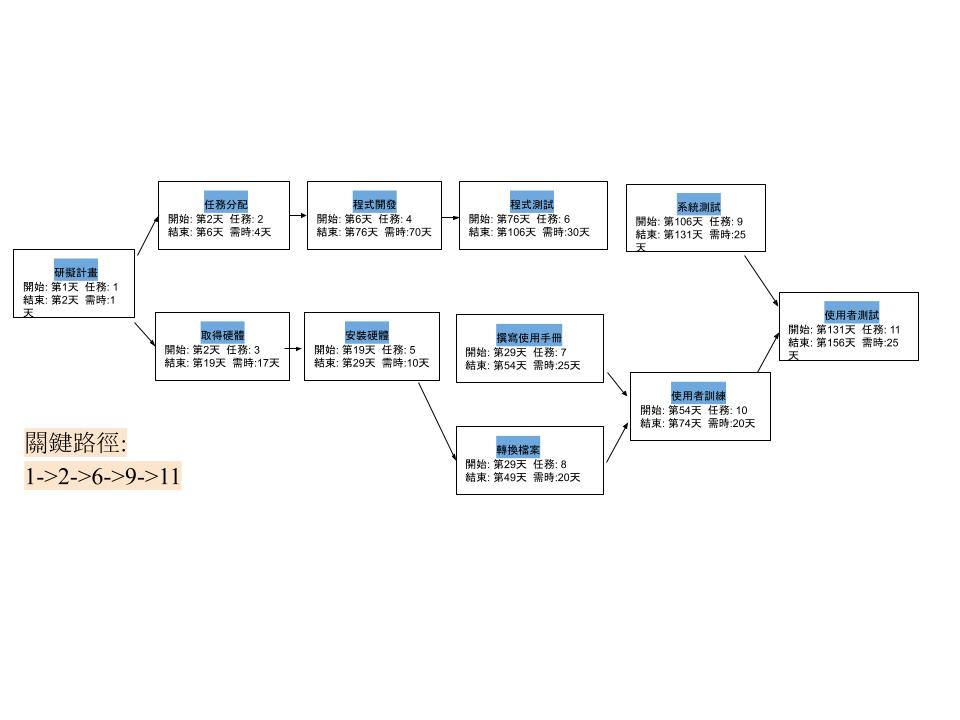 任務分配
開始: 第2天 任務: 2
結束: 第6天 需時:4天
程式開發
開始: 第6天 任務: 4
結束: 第76天 需時:70天
程式測試
開始: 第76天 任務: 6
結束: 第106天 需時:30天
系統測試
開始: 第106天 任務: 9
結束: 第131天 需時:25
天
研擬計畫
開始: 第1天 任務: 1
結束: 第2天 需時:1
天
使用者測試
開始: 第131天 任務: 11
結束: 第156天 需時:25
天
取得硬體
開始: 第2天 任務: 3
結束: 第19天 需時:17天
安裝硬體
開始: 第19天 任務: 5
結束: 第29天 需時:10天
撰寫使用手冊
開始: 第29天 任務: 7
結束: 第54天 需時:25天
使用者訓練
開始: 第54天 任務: 10
結束: 第74天 需時:20天
轉換檔案
開始: 第29天 任務: 8
結束: 第49天 需時:20天
關鍵路徑:
1->2->6->9->11